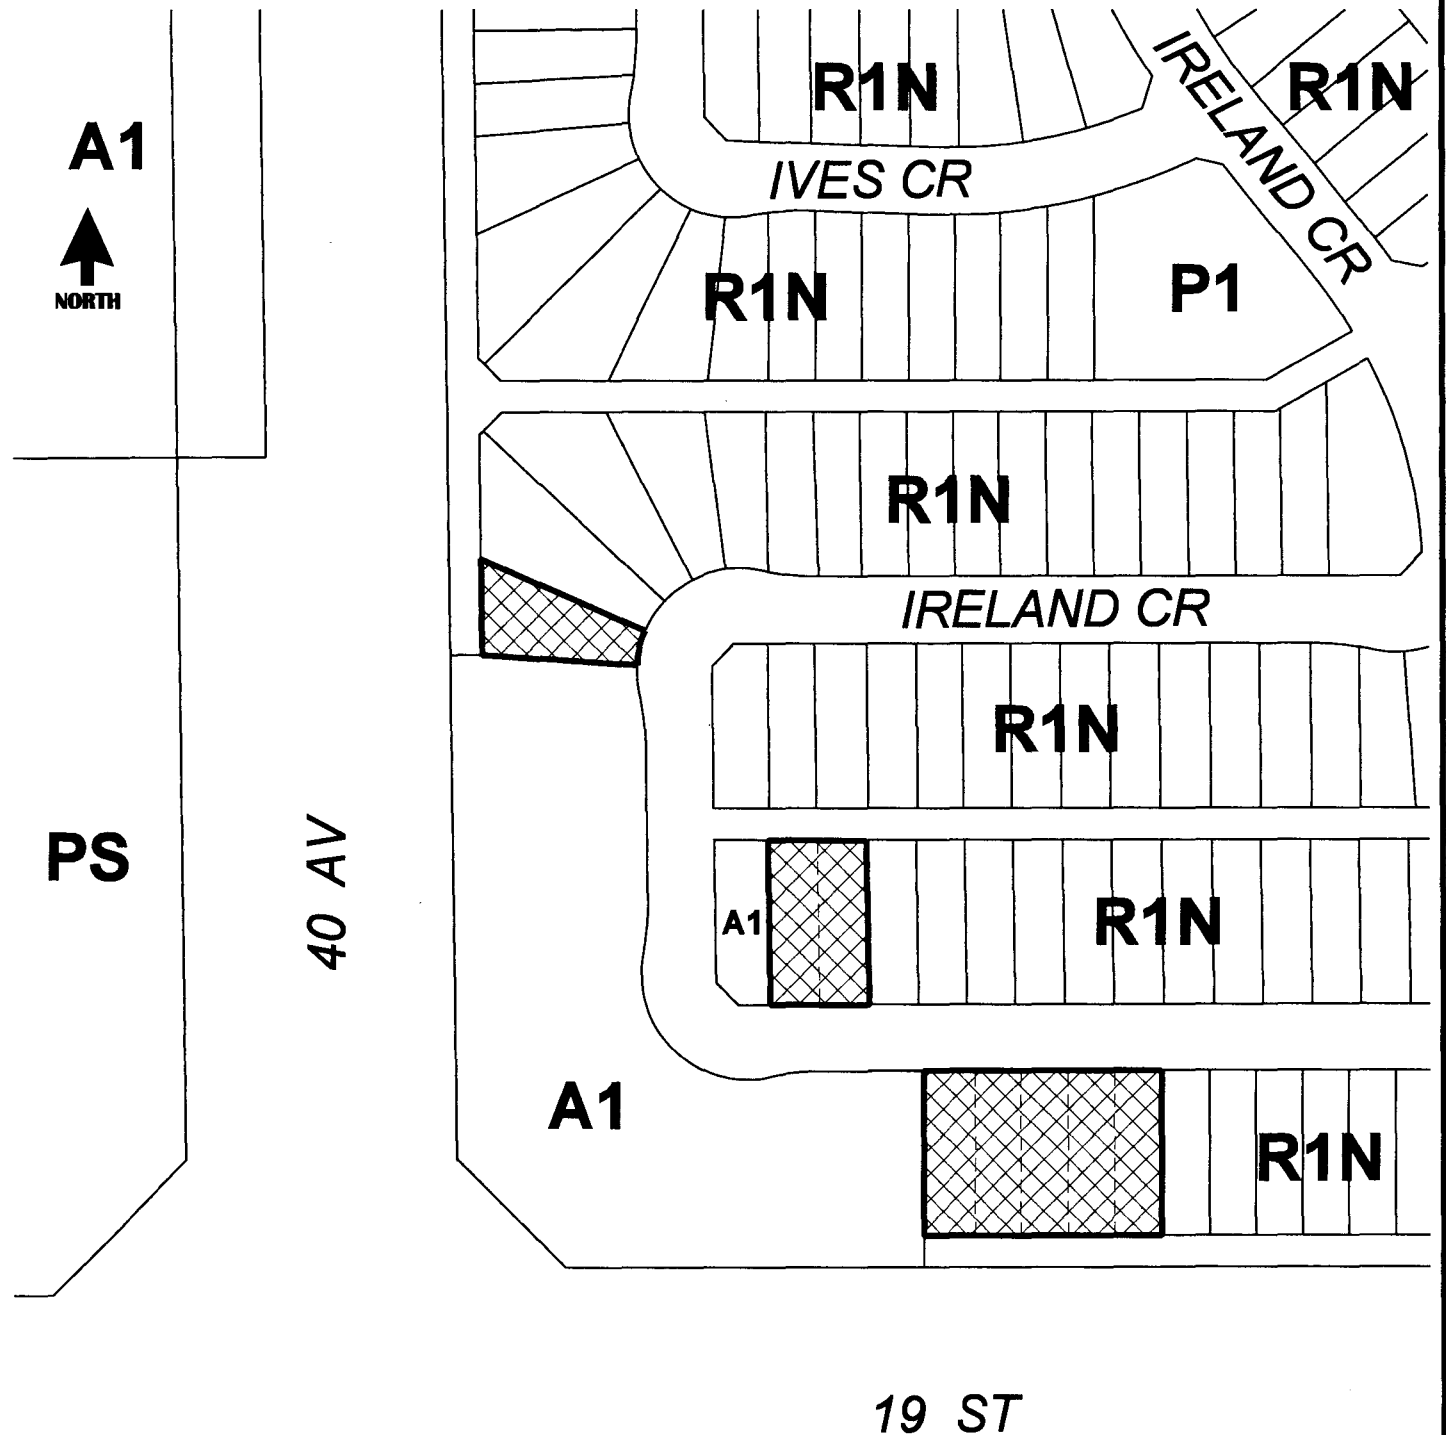 R1N
R1N
IRELAND CR
A1
IVES CR
NORTH
R1N
P1
R1N
IRELAND CR
R1N
PS
40 AV
A1
R1N
A1
R1N
19 ST